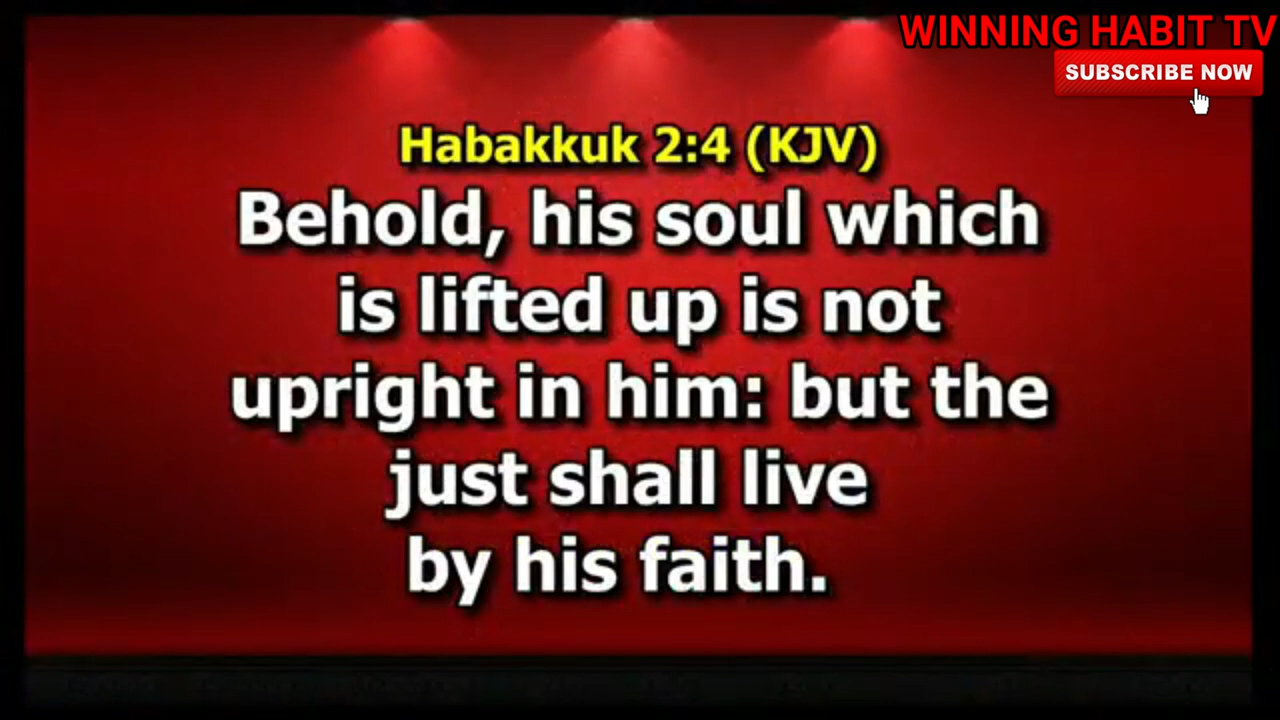 WINNING HABIT TV
SUBSCRIBE NOW
Habakkuk 2:4 (KJV)
Behold, his soul which
is lifted up is not
upright in him: but the
just shall live
by his faith.